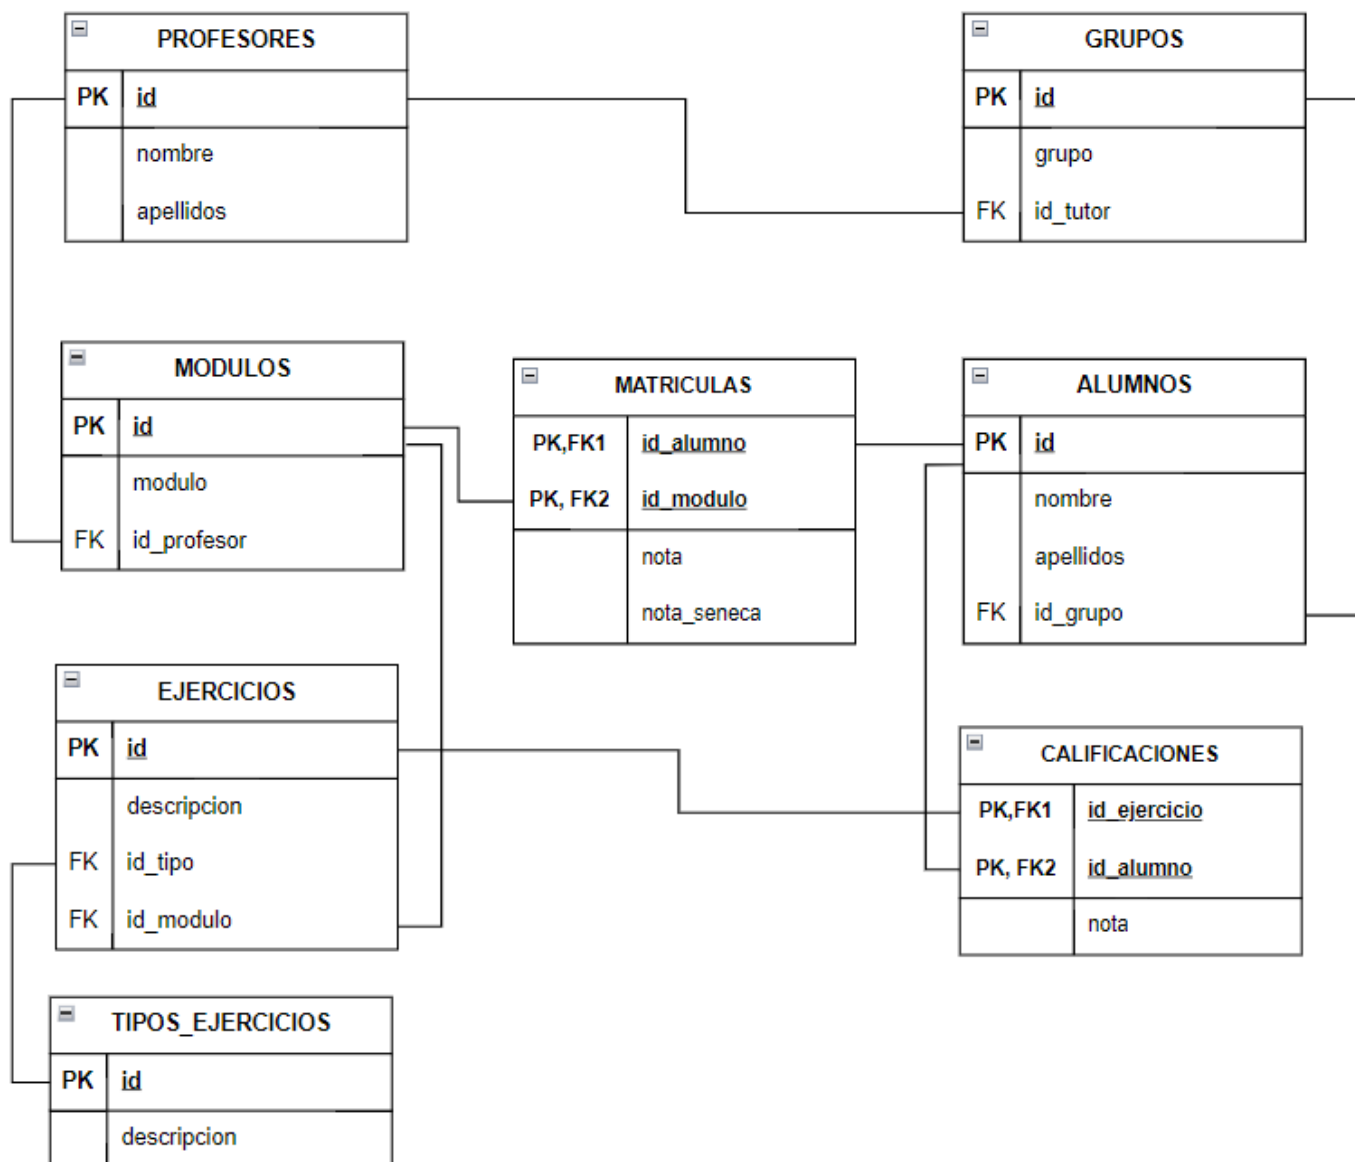 PROFESORES
PK id
nombre
apellidos
GRUPOS
PK id
grupo
FK id_tutor
MODULOS
PK id
modulo
FK id_profesor
MATRICULAS
PK,FK1 id_alumno
PK, FK2 id_modulo
nota
nota_seneca
ALUMNOS
PK id
nombre
apellidos
FK id_grupo
EJERCICIOS
PK id
descripcion
FK id_tipo
FK id_modulo
CALIFICACIONES
PK,FK1 id_ejercicio
PK, FK2 id_alumno
nota
TIPOS_EJERCICIOS
PK id
descripcion